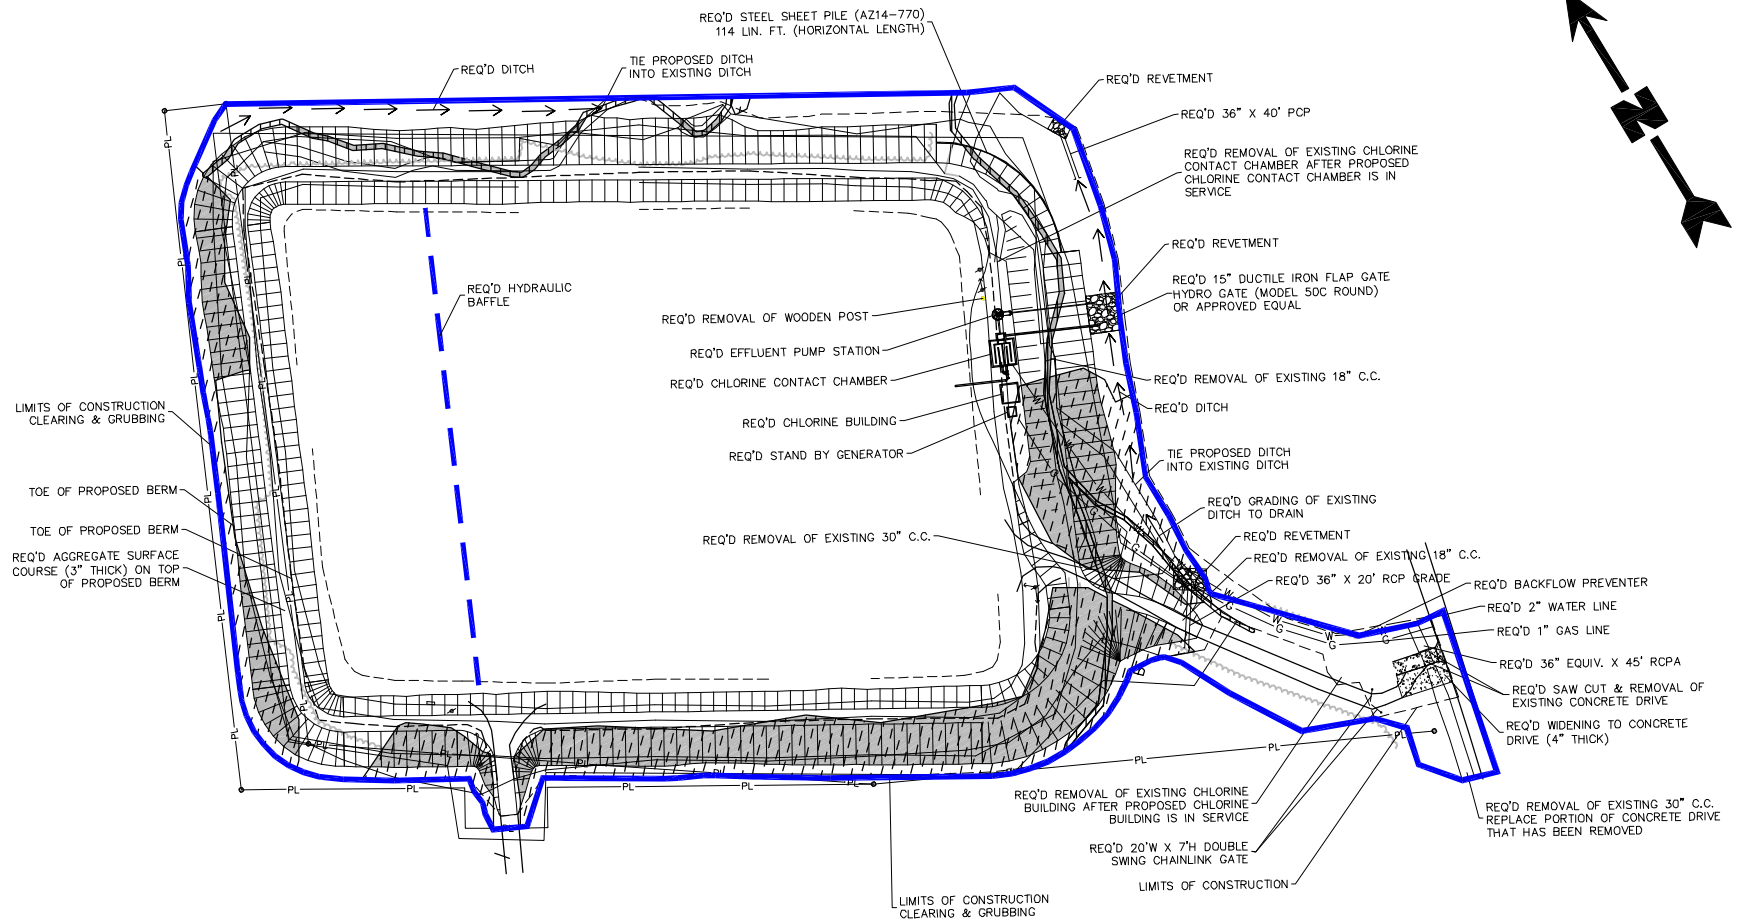 REQ'D STEEL SHEET PILE (AZ14-770)
114 LIN. FT. (HORIZONTAL LENGTH)
REQ'D DITCH
TIE PROPOSED DITCH
INTO EXISTING DITCH
REQ'D REVETMENT
REQ'D 36" X 40' PCP
REQ'D REMOVAL OF EXISTING CHLORINE
CONTACT CHAMBER AFTER PROPOSED
CHLORINE CONTACT CHAMBER IS IN
SERVICE
N
REQ'D REVETMENT
REQ'D 15" DUCTILE IRON FLAP GATE
HYDRO GATE (MODEL 50C ROUND)
OR APPROVED EQUAL
REQ'D HYDRAULIC
BAFFLE
REQ'D REMOVAL OF WOODEN POST
REQ'D EFFLUENT PUMP STATION
REQ'D CHLORINE CONTACT CHAMBER
REQ'D CHLORINE BUILDING
REQ'D STAND BY GENERATOR
REQ'D REMOVAL OF EXISTING 18" C.C.
REQ'D DITCH
LIMITS OF CONSTRUCTION
CLEARING & GRUBBING
TIE PROPOSED DITCH
INTO EXISTING DITCH
TOE OF PROPOSED BERM
TOE OF PROPOSED BERM
REQ'D AGGREGATE SURFACE
COURSE (3" THICK) ON TOP
OF PROPOSED BERM
REQ'D GRADING OF EXISTING
DITCH TO DRAIN
REQ'D REMOVAL OF EXISTING 30" C.C.
REQ'D REVETMENT
REQ'D REMOVAL OF EXISTING 18" C.C.
REQ'D 36" X 20' RCP GRADE
REQ'D BACKFLOW PREVENTER
REQ'D 2" WATER LINE
REQ'D 1" GAS LINE
REQ'D 36" EQUIV. X 45' RCPA
REQ'D SAW CUT & REMOVAL OF
EXISTING CONCRETE DRIVE
REQ'D WIDENING TO CONCRETE
DRIVE (4" THICK)
REQ'D REMOVAL OF EXISTING CHLORINE
BUILDING AFTER PROPOSED CHLORINE
BUILDING IS IN SERVICE
REQ'D REMOVAL OF EXISTING 30" C.C.
REPLACE PORTION OF CONCRETE DRIVE
THAT HAS BEEN REMOVED
REQ'D 20'W X 7'H DOUBLE
SWING CHAINLINK GATE
LIMITS OF CONSTRUCTION
LIMITS OF CONSTRUCTION
CLEARING & GRUBBING
PL
PL
PL
PL
PL
PL
PL
PL
PL
PL
PL
PL
W
G
W
G
W
G